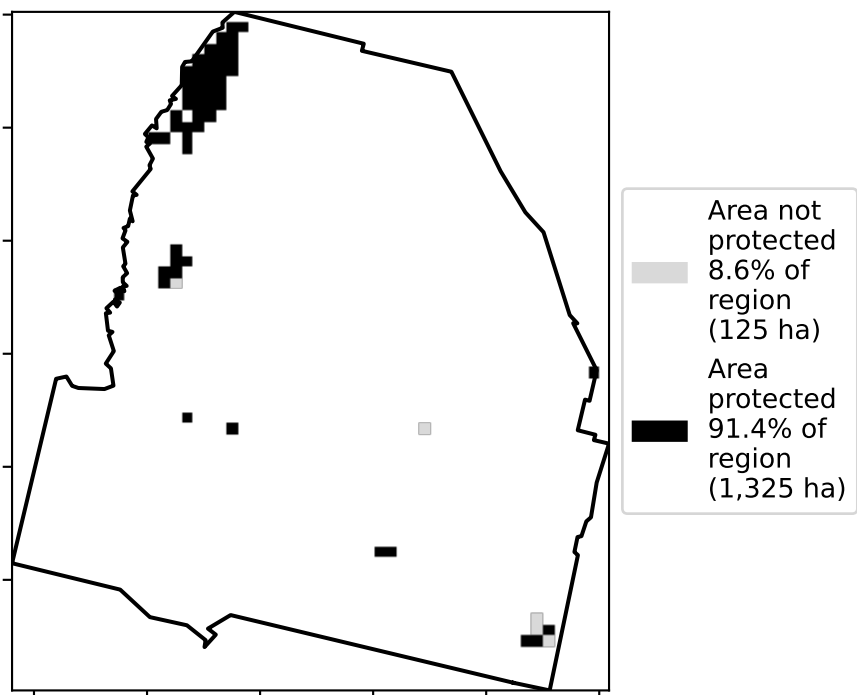 Area not
protected
8.6% of
region
(125 ha)
Area
protected
91.4% of
region
(1,325 ha)